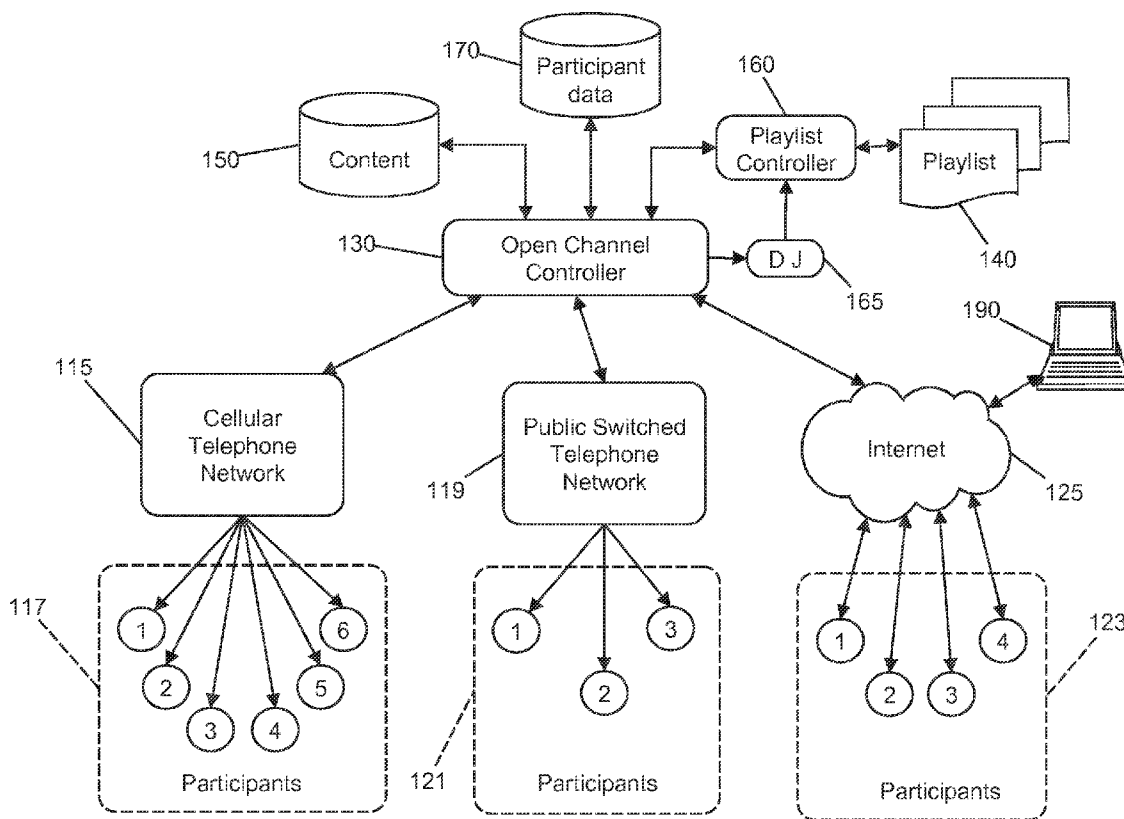 170
Participant
data
160
150
Content
Playlist
Controller
Playlist
130
Open Channel
Controller
D J
165
140
190
115
Cellular
Telephone
Network
Public Switched
Telephone
Network
119
Internet
125
117
1
2
3
4
5
6
Participants
121
1
2
3
Participants
1
2
3
4
123
Participants